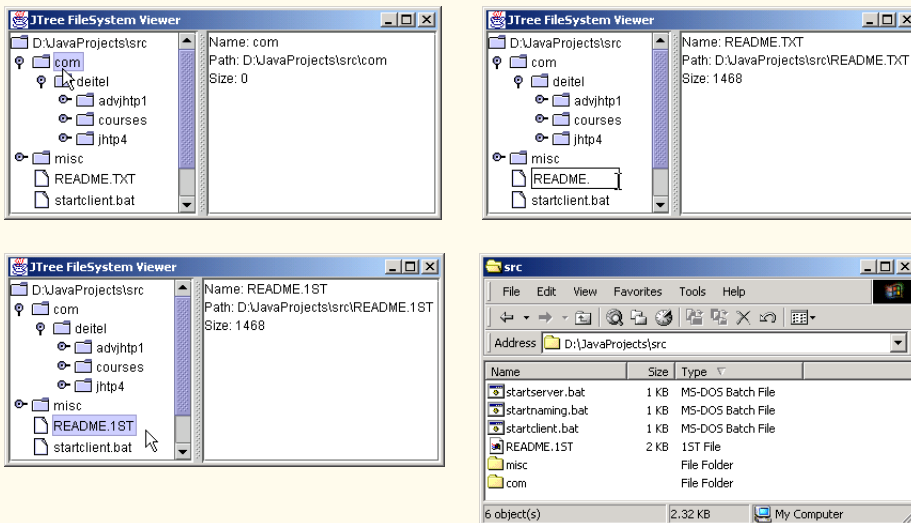 JTree FileSystem Viewer
D:\JavaProjects\src
com
deitel
advjhtp1
courses
jhtp4
misc
README.TXT
startclient.bat
Name: com
Path: D:\JavaProjects\src\com
Size: 0
JTree FileSystem Viewer
D:\JavaProjects\src
com
deitel
advjhtp1
courses
jhtp4
misc
README.
startclient.bat
Name: README.TXT
Path: D:\JavaProjects\src\README.TXT
Size: 1468
JTree FileSystem Viewer
D:\JavaProjects\src
com
deitel
advjhtp1
courses
jhtp4
misc
README.1ST
startclient.bat
Name: README.1ST
Path: D:\JavaProjects\src\README.1ST
Size: 1468
src
File Edit View Favorites Tools Help
Address D:\JavaProjects\src
Name Size Type
startserver.bat 1 KB MS-DOS Batch File
startnaming.bat 1 KB MS-DOS Batch File
startclient.bat 1 KB MS-DOS Batch File
README.1ST 2 KB 1ST File
misc File Folder
com File Folder
6 object(s) 2.32 KB My Computer